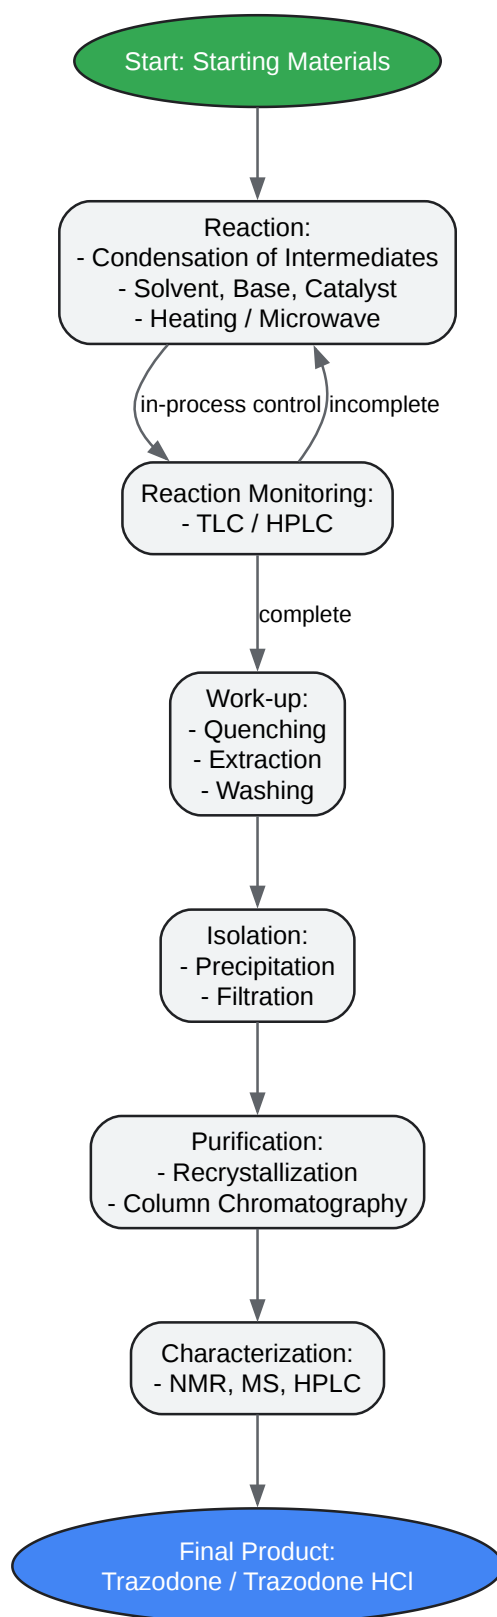 Start: Starting Materials
Reaction:
- Condensation of Intermediates
- Solvent, Base, Catalyst
- Heating / Microwave
in-process control
incomplete
Reaction Monitoring:
- TLC / HPLC
complete
Work-up:
- Quenching
- Extraction
- Washing
Isolation:
- Precipitation
- Filtration
Purification:
- Recrystallization
- Column Chromatography
Characterization:
- NMR, MS, HPLC
Final Product:
Trazodone / Trazodone HCl